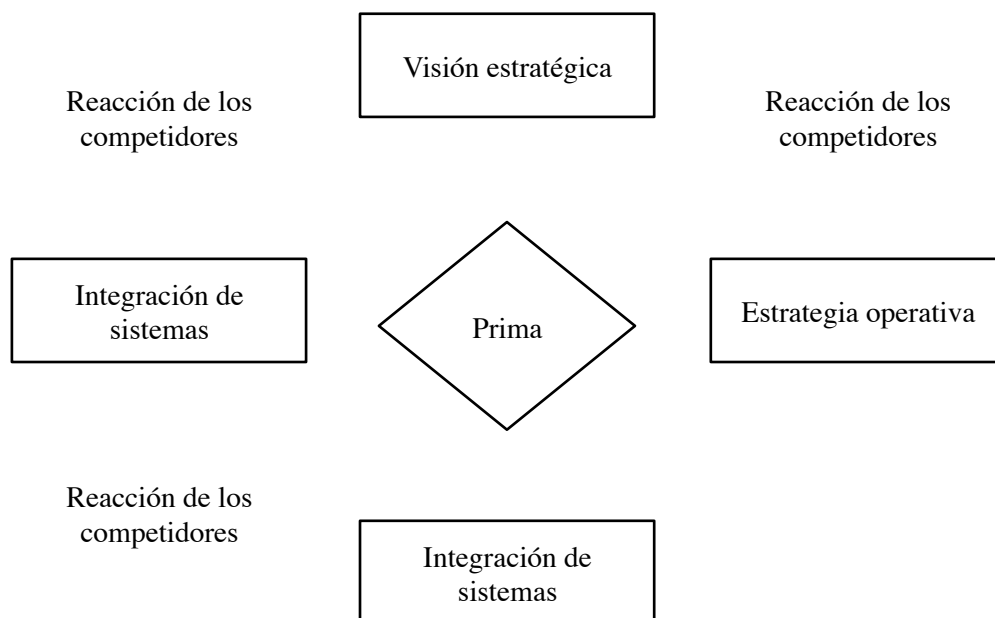 Visión estratégica
Reacción de los
competidores
Reacción de los
competidores
Integración de
sistemas
Prima
Estrategia operativa
Reacción de los
competidores
Integración de
sistemas